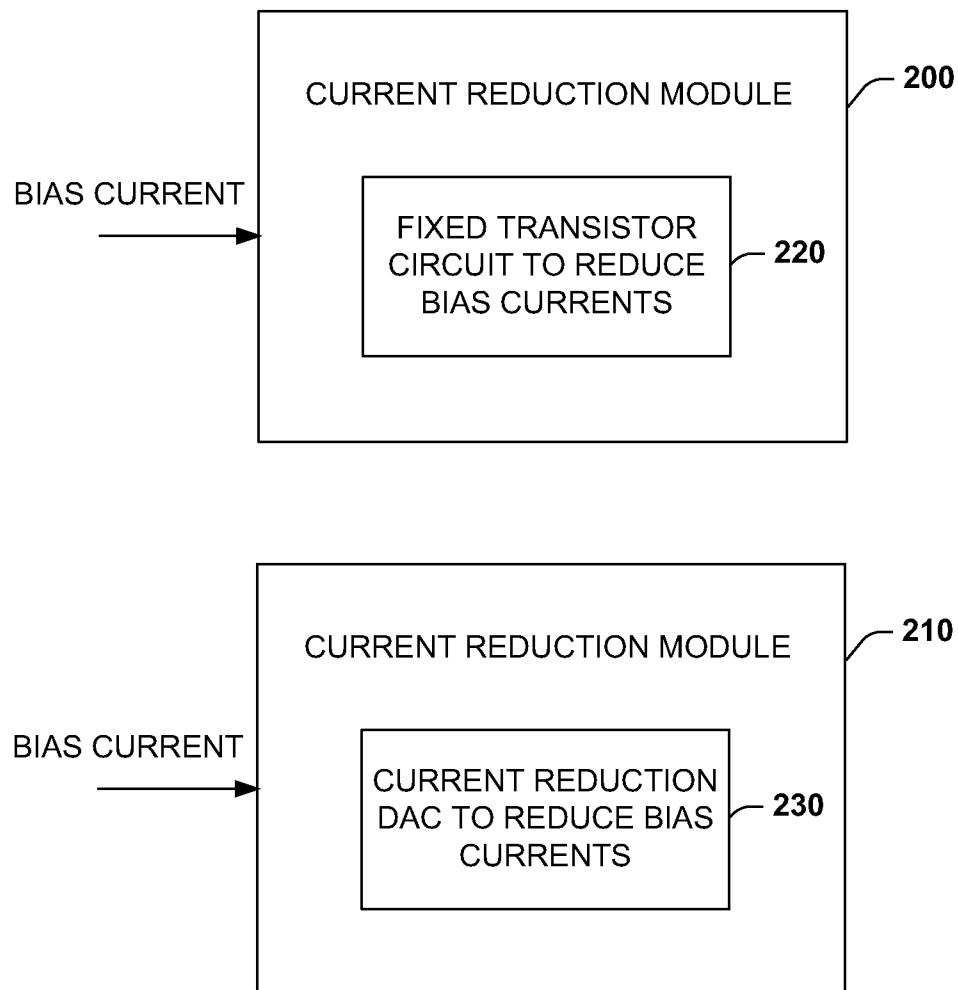 CURRENT REDUCTION MODULE
200
BIAS CURRENT
FIXED TRANSISTOR
CIRCUIT TO REDUCE
BIAS CURRENTS
220
CURRENT REDUCTION MODULE
210
BIAS CURRENT
CURRENT REDUCTION
DAC TO REDUCE BIAS
CURRENTS
230